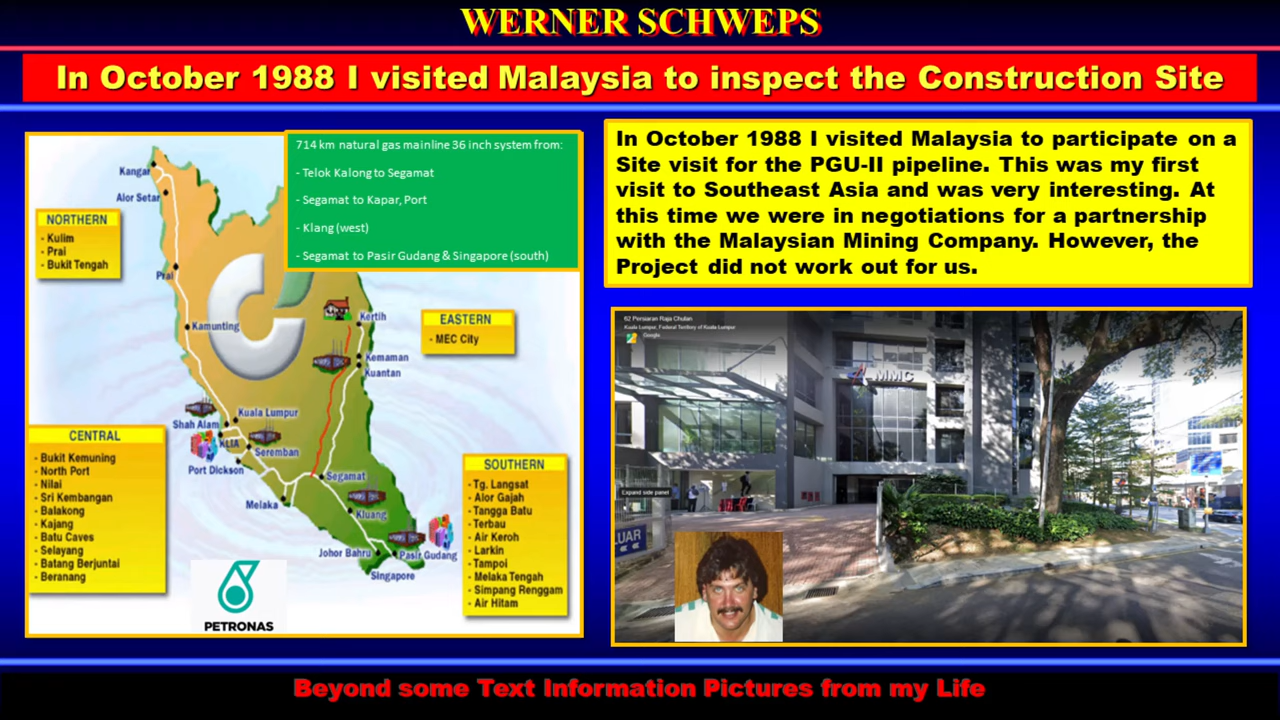 WERNER SCHWEPS
In October 1988 I visited Malaysia to inspect the Construction Site
714 km natural gas mainline 36 inch system from:
- Telok Kalong to Segamat
- Segamat to Kapar, Port
- Klang (west)
- Segamat to Pasir Gudang & Singapore (south)
Kangar
Alor Setar
NORTHERN
- Kulim
- Prai
- Bukit Tengah
Prai
Kamunting
Kertih
EASTERN
- MEC City
Kemaman
Kuantan
Kuala Lumpur
Shah Alam
KLIA
Seremban
Port Dickson
CENTRAL
- Bukit Kemuning
- North Port
- Nilai
- Sri Kembangan
- Balakong
- Kajang
- Batu Caves
- Selayang
- Batang Berjuntai
- Beranang
Segamat
Melaka
Kluang
Johor Bahru
Pasir Gudang
Singapore
SOUTHERN
- Tg. Langsat
- Alor Gajah
- Tangga Batu
- Terbau
- Air Keroh
- Larkin
- Tampoi
- Melaka Tengah
- Simpang Renggam
- Air Hitam
PETRONAS
In October 1988 I visited Malaysia to participate on a
Site visit for the PGU-II pipeline. This was my first
visit to Southeast Asia and was very interesting. At
this time we were in negotiations for a partnership
with the Malaysian Mining Company. However, the
Project did not work out for us.
62 Persiaran Raja Chulan
Kuala Lumpur, Federal Territory of Kuala Lumpur
Google
MMC
Expand side panel
LUAR
Beyond some Text Information Pictures from my Life